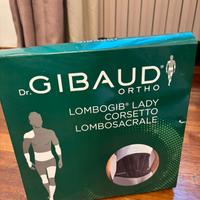 Dr. GIBAUD®
ORTHO
LOMBOGIB® LADY
CORSETTO
LOMBOSACRALE